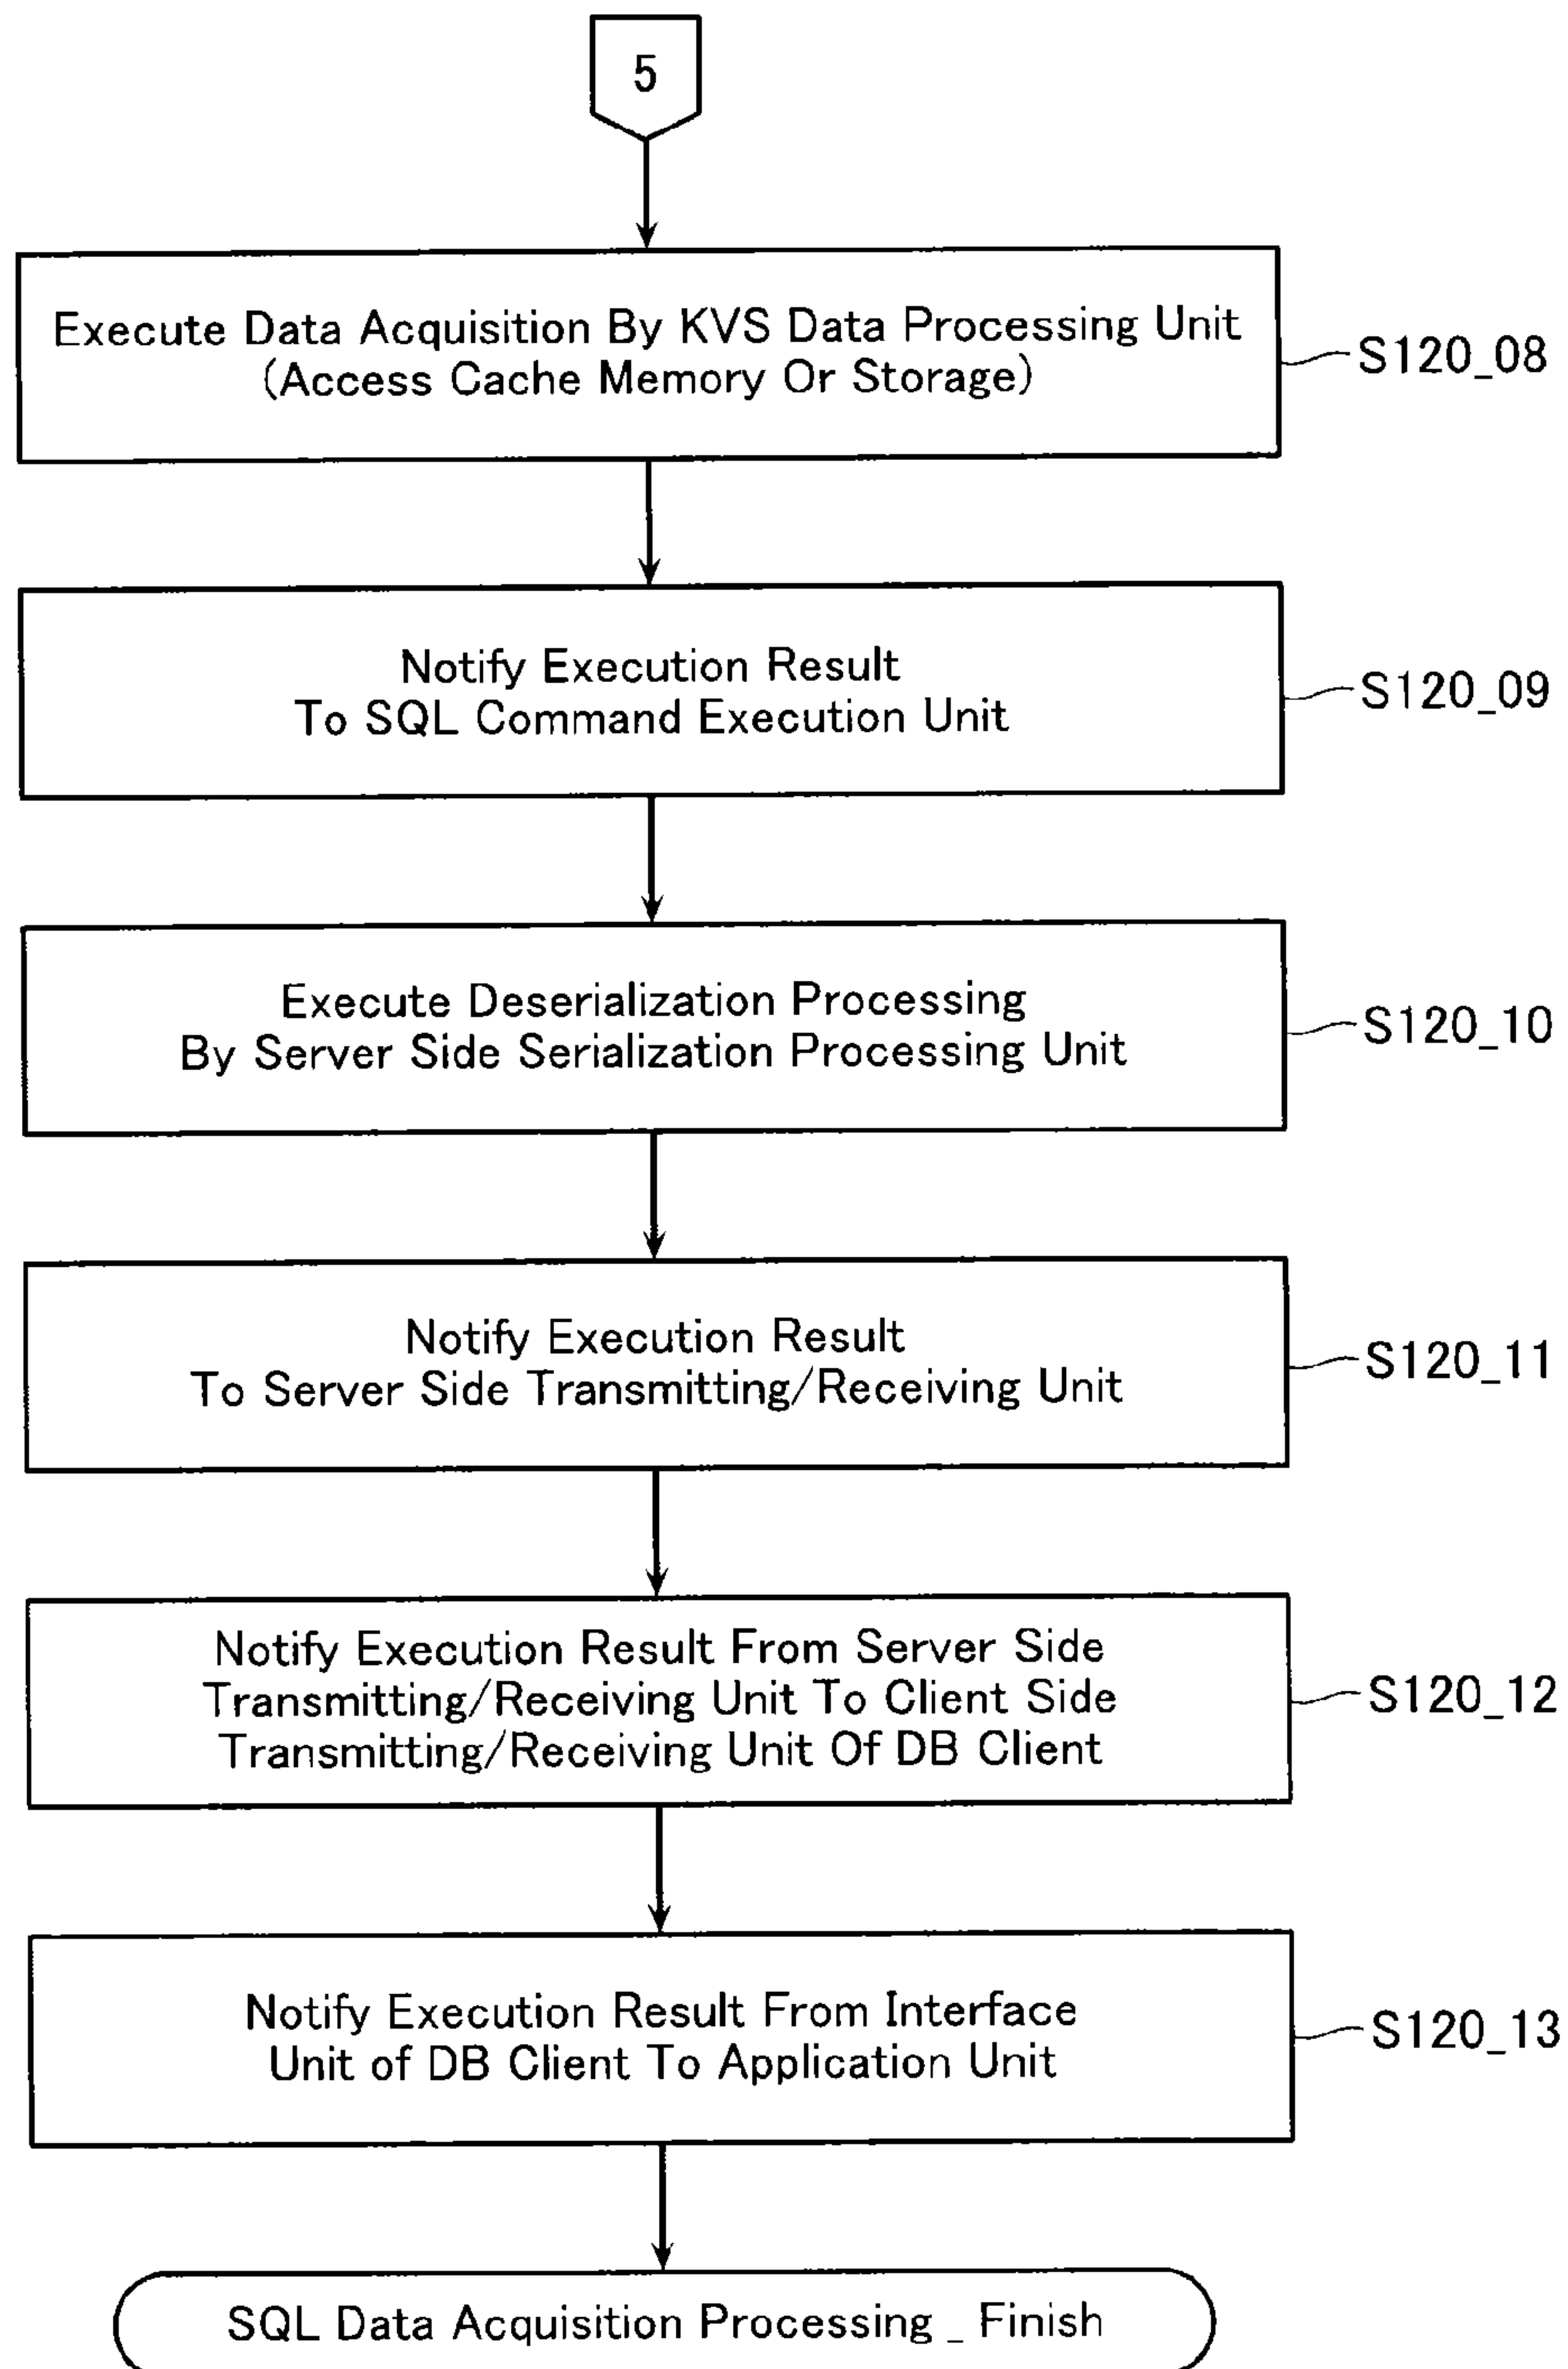 5
Execute Data Acquisition By KVS Data Processing Unit
(Access Cache Memory Or Storage)
S120_08
Notify Execution Result
To SQL Command Execution Unit
S120_09
Execute Deserialization Processing
By Server Side Serialization Processing Unit
S120_10
Notify Execution Result
To Server Side Transmitting/Receiving Unit
S120_11
Notify Execution Result From Server Side
Transmitting/Receiving Unit To Client Side
Transmitting/Receiving Unit Of DB Client
S120_12
Notify Execution Result From Interface
Unit of DB Client To Application Unit
S120_13
SQL Data Acquisition Processing _ Finish